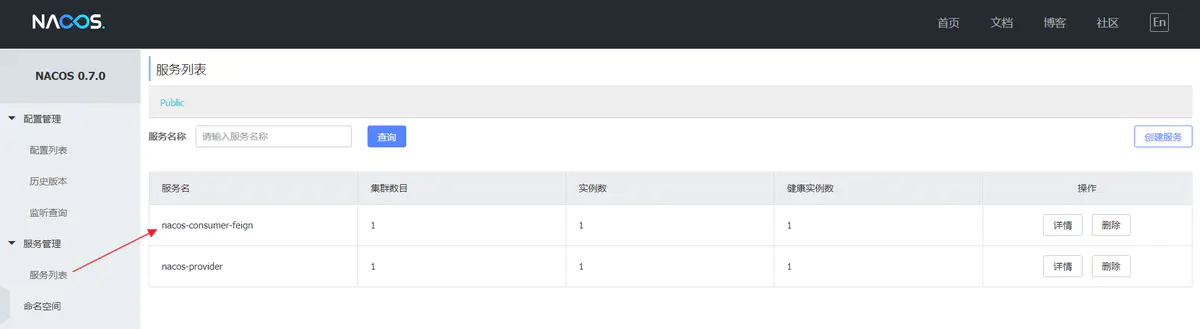 NACOS.
首页 文档 博客 社区 En
NACOS 0.7.0
配置管理
配置列表
历史版本
监听查询
服务管理
服务列表
命名空间
服务列表
Public
服务名称 请输入服务名称 查询 创建服务
服务名 集群数目 实例数 健康实例数 操作
nacos-consumer-feign 1 1 1 详情 删除
nacos-provider 1 1 1 详情 删除